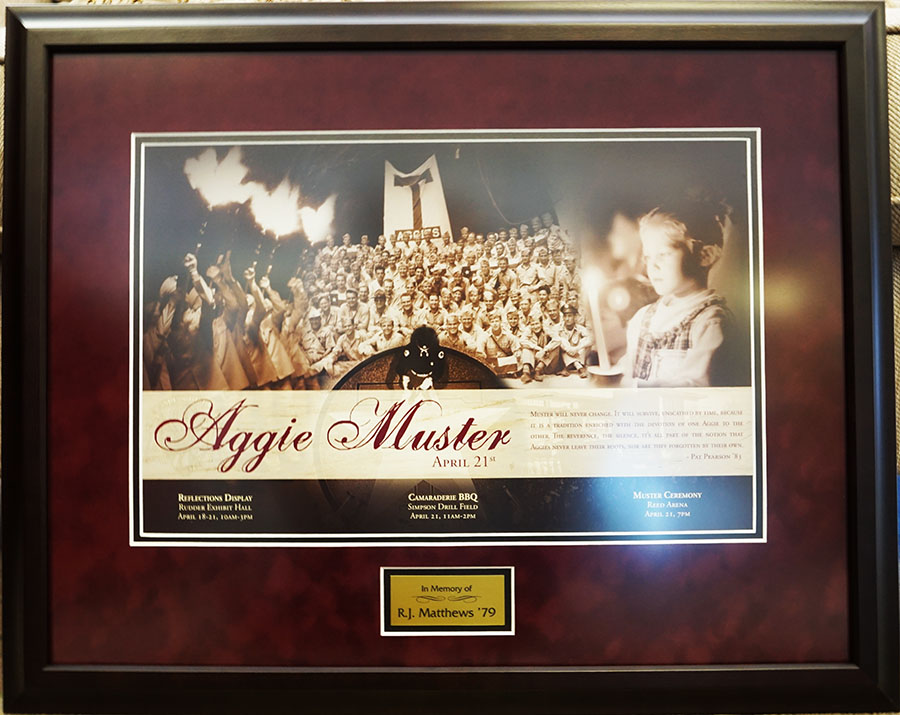 T
AGGIES
Aggie Muster
April 21st
Muster will never change. It will survive, unscathed by time, because
it is a tradition enriched with the devotion of one Aggie to the
other. The reverence, the silence, it's all part of the notion that
Aggies never leave their roots, nor are they forgotten by their own.
- Pat Pearson '83
Reflections Display
Rudder Exhibit Hall
April 18-21, 10am-3pm
Camaraderie BBQ
Simpson Drill Field
April 21, 11am-2pm
Muster Ceremony
Reed Arena
April 21, 7pm
In Memory of
R.J. Matthews '79